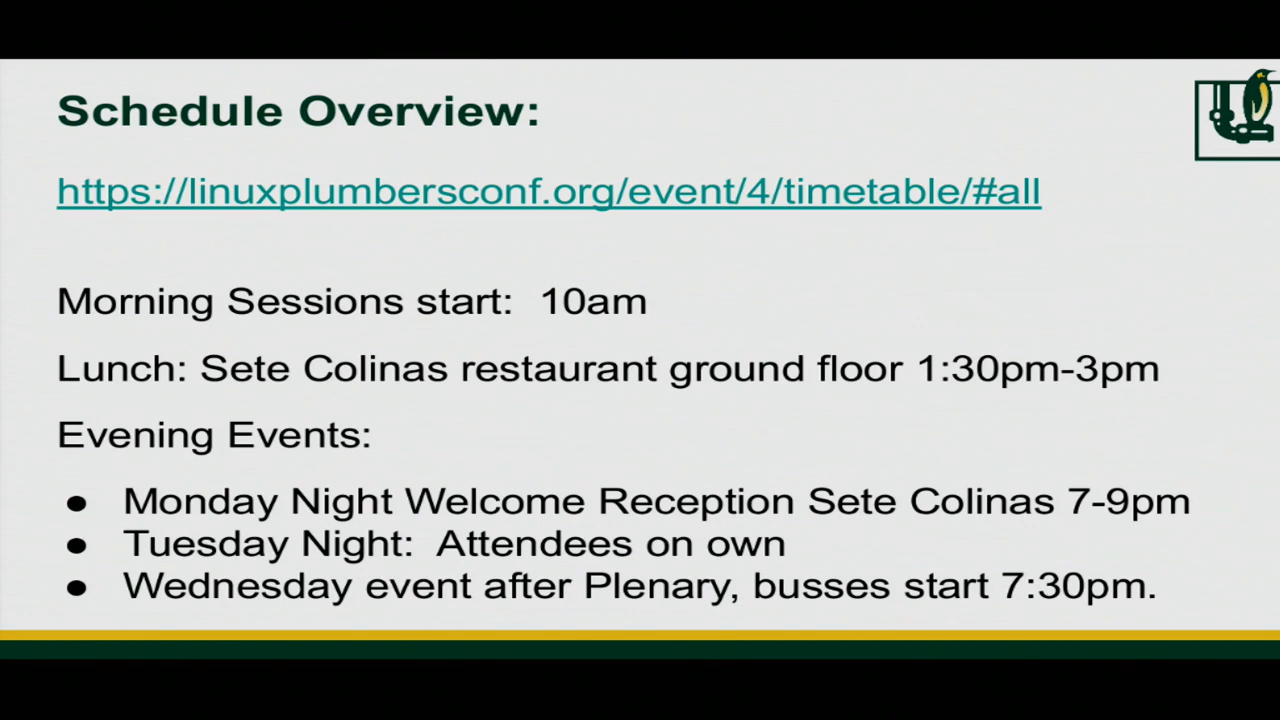 Schedule Overview:
https://linuxplumbersconf.org/event/4/timetable/#all
Morning Sessions start:  10am
Lunch: Sete Colinas restaurant ground floor 1:30pm-3pm
Evening Events:
● Monday Night Welcome Reception Sete Colinas 7-9pm
● Tuesday Night:  Attendees on own
● Wednesday event after Plenary, busses start 7:30pm.